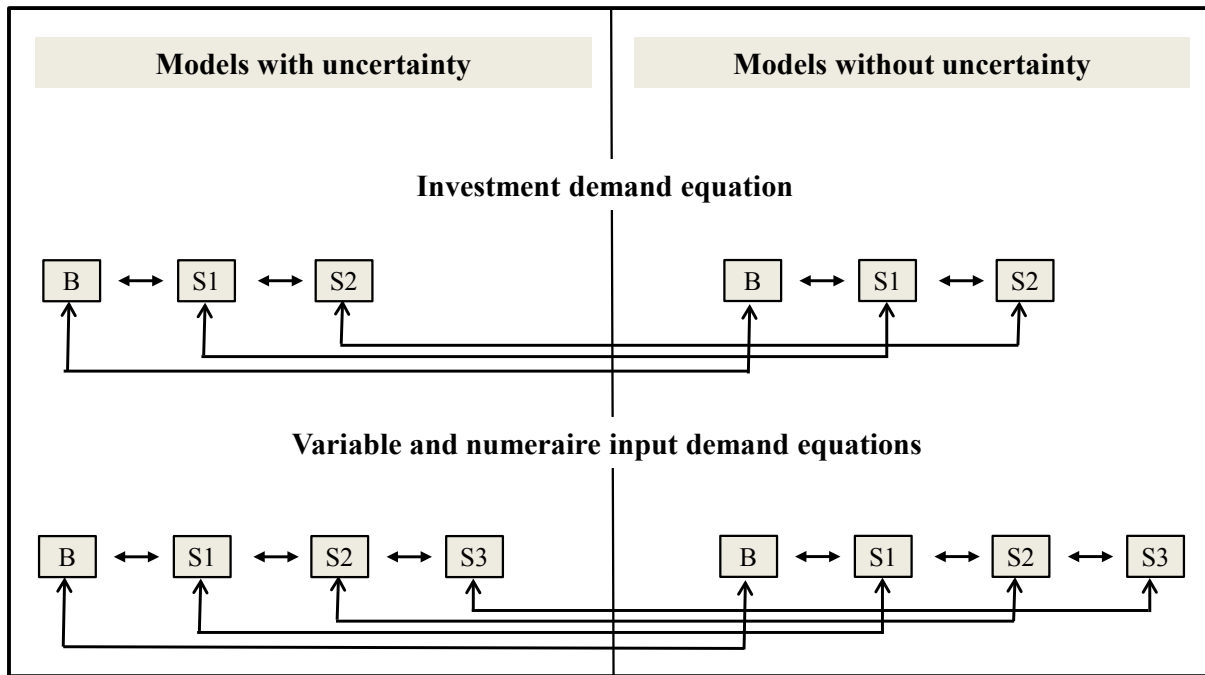 Models with uncertainty
Models without uncertainty
Investment demand equation
B S1 S2 B S1 S2
Variable and numeraire input demand equations
B S1 S2 S3 B S1 S2 S3